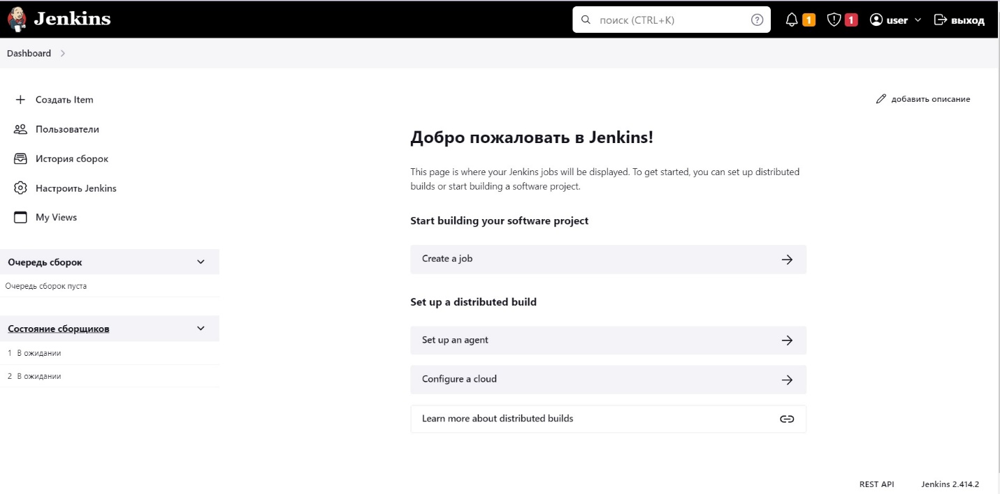 Jenkins
поиск (CTRL+K)
1
1
user
выход
Dashboard
Создать Item
Пользователи
История сборок
Настроить Jenkins
My Views
Очередь сборок
Очередь сборок пуста
Состояние сборщиков
1 В ожидании
2 В ожидании
добавить описание
Добро пожаловать в Jenkins!
This page is where your Jenkins jobs will be displayed. To get started, you can set up distributed
builds or start building a software project.
Start building your software project
Create a job
Set up a distributed build
Set up an agent
Configure a cloud
Learn more about distributed builds
REST API
Jenkins 2.414.2